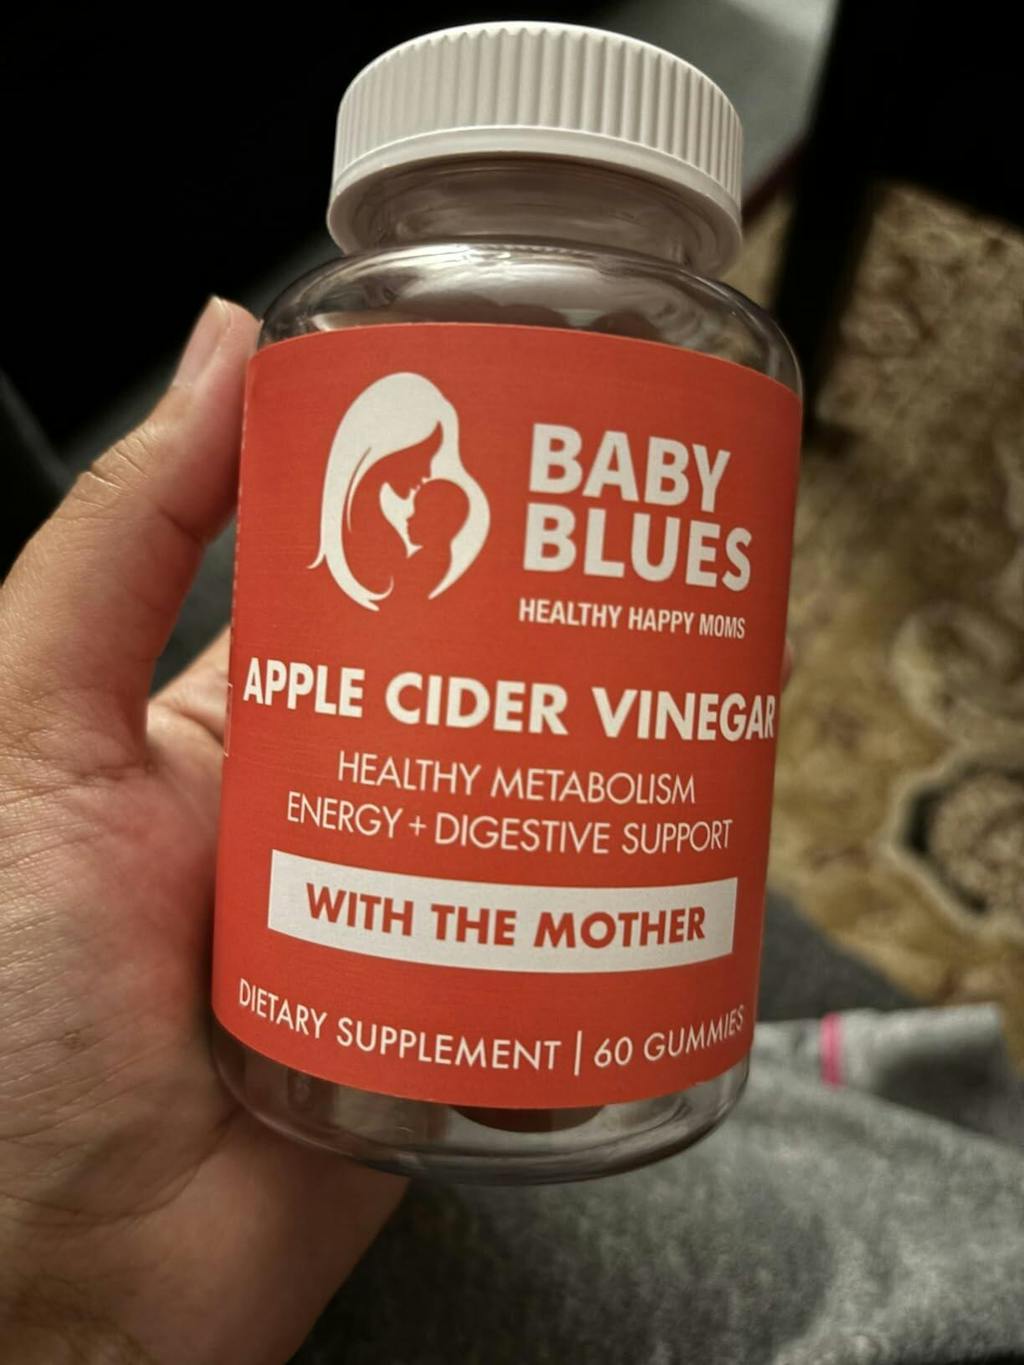 BABY
BLUES
HEALTHY HAPPY MOMS
APPLE CIDER VINEGAR
HEALTHY METABOLISM
ENERGY + DIGESTIVE SUPPORT
WITH THE MOTHER
DIETARY SUPPLEMENT | 60 GUMMIES